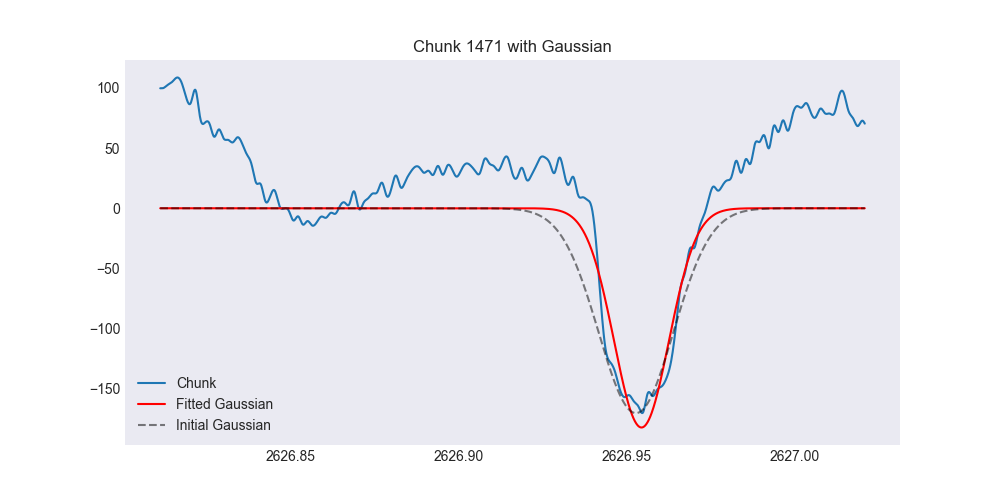 Chunk 1471 with Gaussian
100
50
0
−50
−100
−150
Chunk
Fitted Gaussian
Initial Gaussian
2626.85 2626.90 2626.95 2627.00